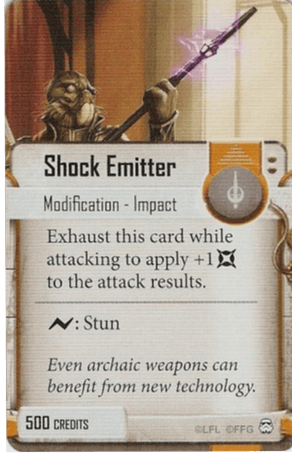 Shock Emitter
Modification - Impact
Exhaust this card while
attacking to apply +1
to the attack results.
: Stun
Even archaic weapons can
benefit from new technology.
500 CREDITS
©LFL ©FFG